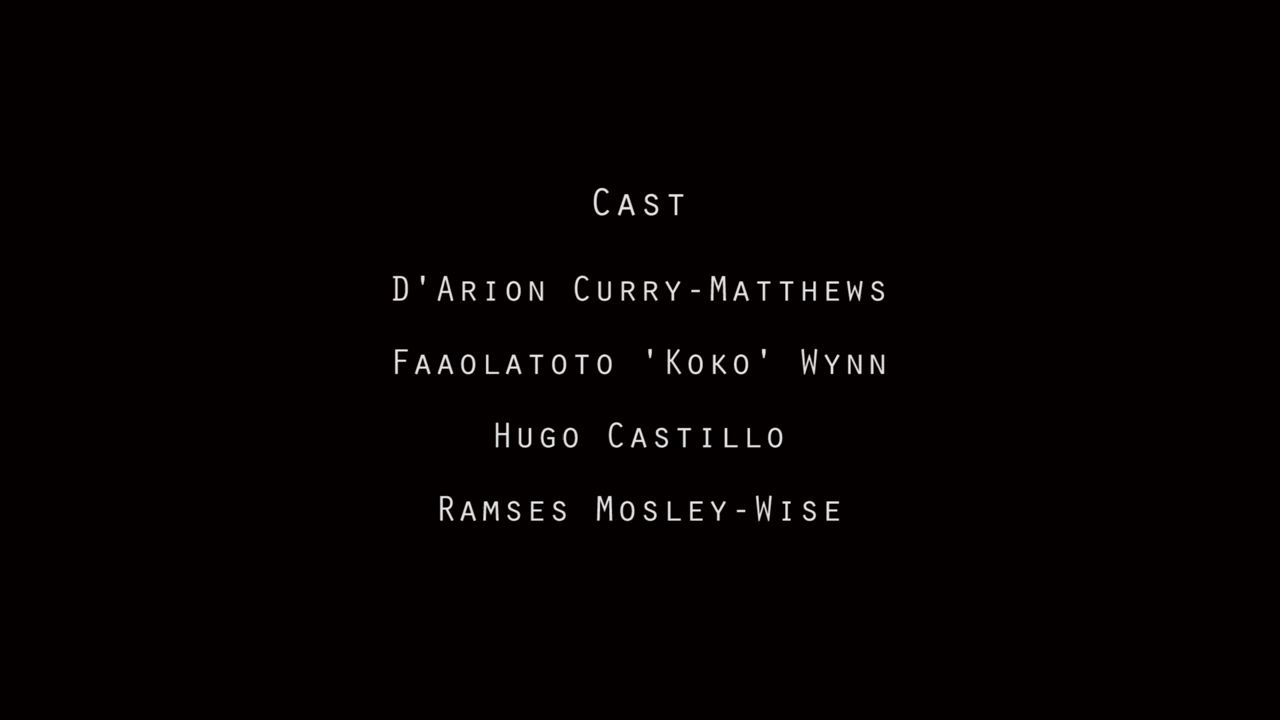 Cast
D'Arion Curry-Matthews
Faaolatoto 'Koko' Wynn
Hugo Castillo
Ramses Mosley-Wise